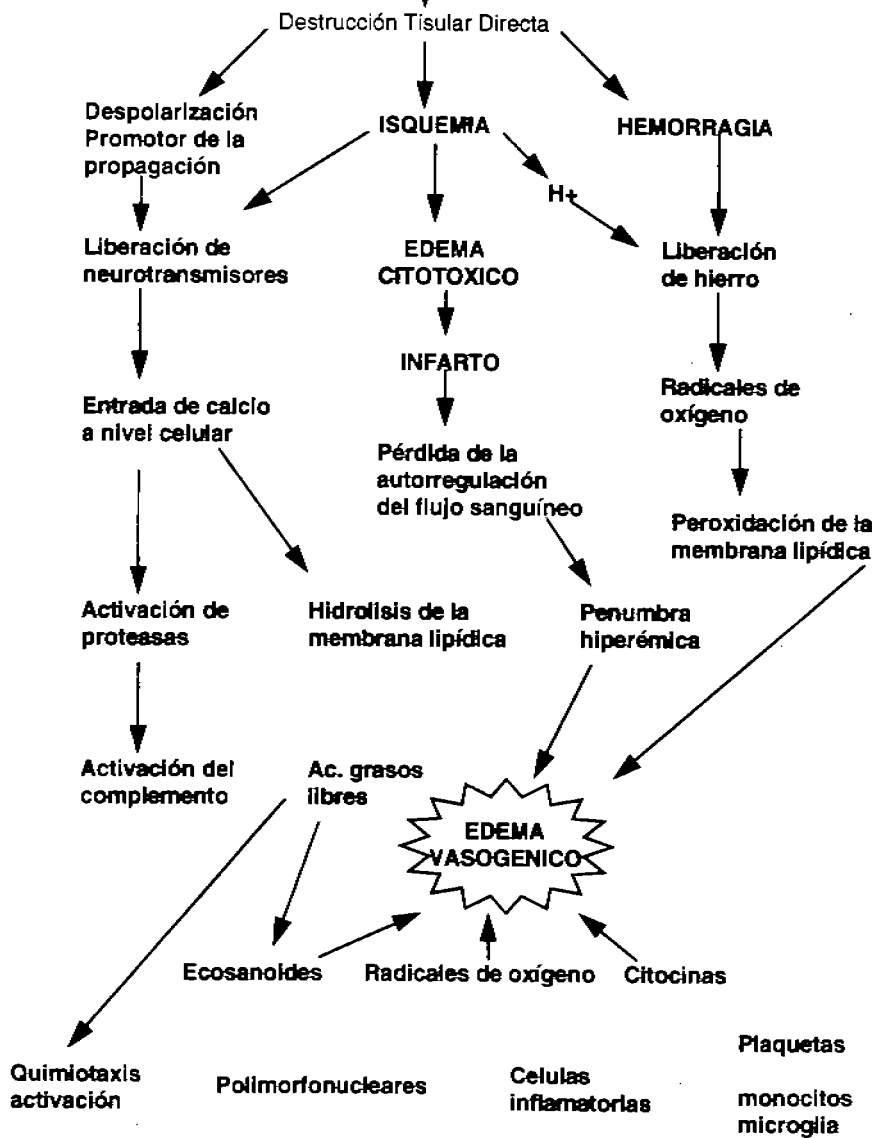 Destrucción Tisular Directa
Despolarización
Promotor de la
propagación
ISQUEMIA
HEMORRAGIA
H+
Liberación de
neurotransmisores
EDEMA
CITOTOXICO
Liberación
de hierro
INFARTO
Radicales de
oxígeno
Entrada de calcio
a nivel celular
Pérdida de la
autorregulación
del flujo sanguíneo
Peroxidación de la
membrana lipídica
Activación de
proteasas
Hidrolisis de la
membrana lipídica
Penumbra
hiperémica
Activación del
complemento
Ac. grasos
libres
EDEMA
VASOGENICO
Ecosanoides
Radicales de oxígeno
Citocinas
Quimiotaxis
activación
Polimorfonucleares
Celulas
inflamatorias
Plaquetas
monocitos
microglia